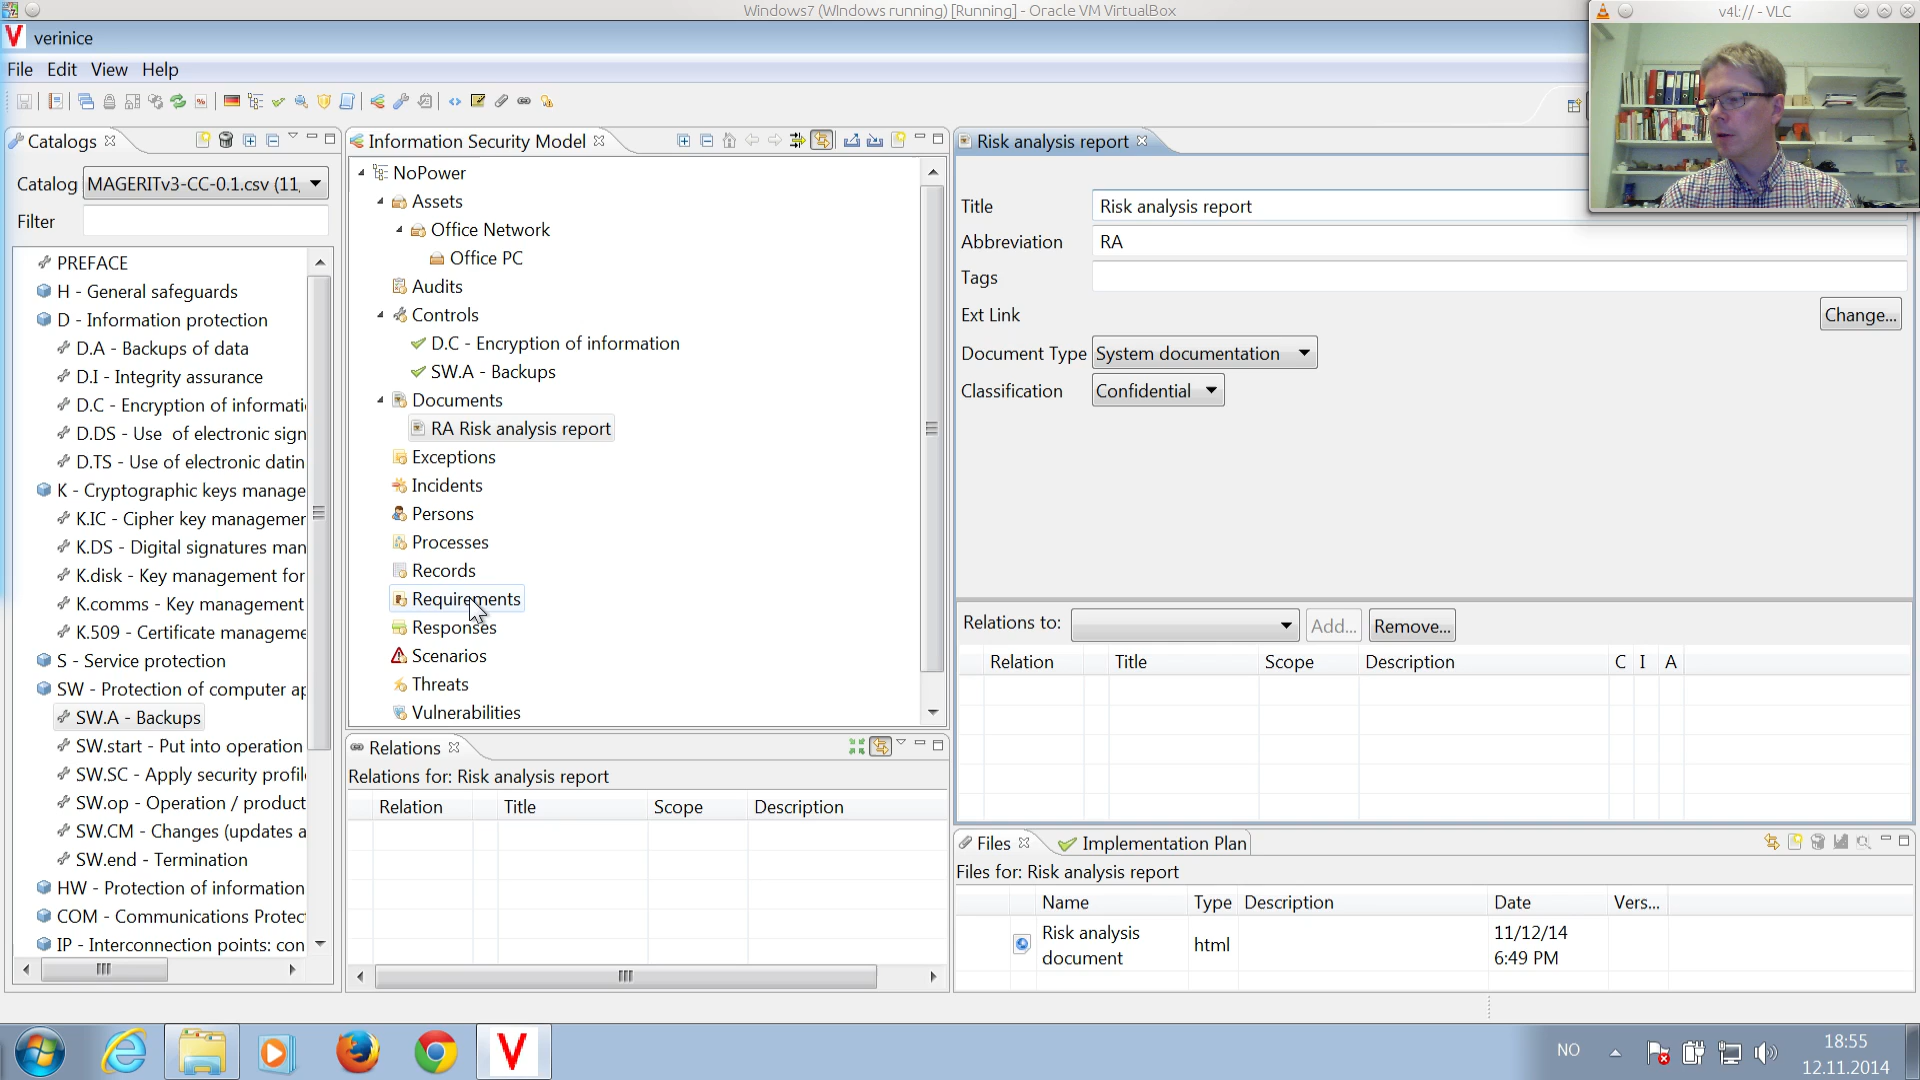 Windows7 (WIndows running) [Running] - Oracle VM VirtualBox
v4l:// - VLC
verinice
File Edit View Help
Catalogs
Catalog MAGERITv3-CC-0.1.csv (11,
Filter
PREFACE
H - General safeguards
D - Information protection
D.A - Backups of data
D.I - Integrity assurance
D.C - Encryption of informati
D.DS - Use of electronic sign
D.TS - Use of electronic datin
K - Cryptographic keys manage
K.IC - Cipher key managemer
K.DS - Digital signatures man
K.disk - Key management for
K.comms - Key management
K.509 - Certificate manageme
S - Service protection
SW - Protection of computer ap
SW.A - Backups
SW.start - Put into operation
SW.SC - Apply security profil
SW.op - Operation / product
SW.CM - Changes (updates a
SW.end - Termination
HW - Protection of information
COM - Communications Protec
IP - Interconnection points: con
Information Security Model
NoPower
Assets
Office Network
Office PC
Audits
Controls
D.C - Encryption of information
SW.A - Backups
Documents
RA Risk analysis report
Exceptions
Incidents
Persons
Processes
Records
Requirements
Responses
Scenarios
Threats
Vulnerabilities
Relations
Relations for: Risk analysis report
Relation Title Scope Description
Risk analysis report
Title Risk analysis report
Abbreviation RA
Tags
Ext Link Change...
Document Type System documentation
Classification Confidential
Relations to: Add... Remove...
Relation Title Scope Description C I A
Files Implementation Plan
Files for: Risk analysis report
Name Type Description Date Vers...
Risk analysis document html 11/12/14 6:49 PM
NO
18:55
12.11.2014